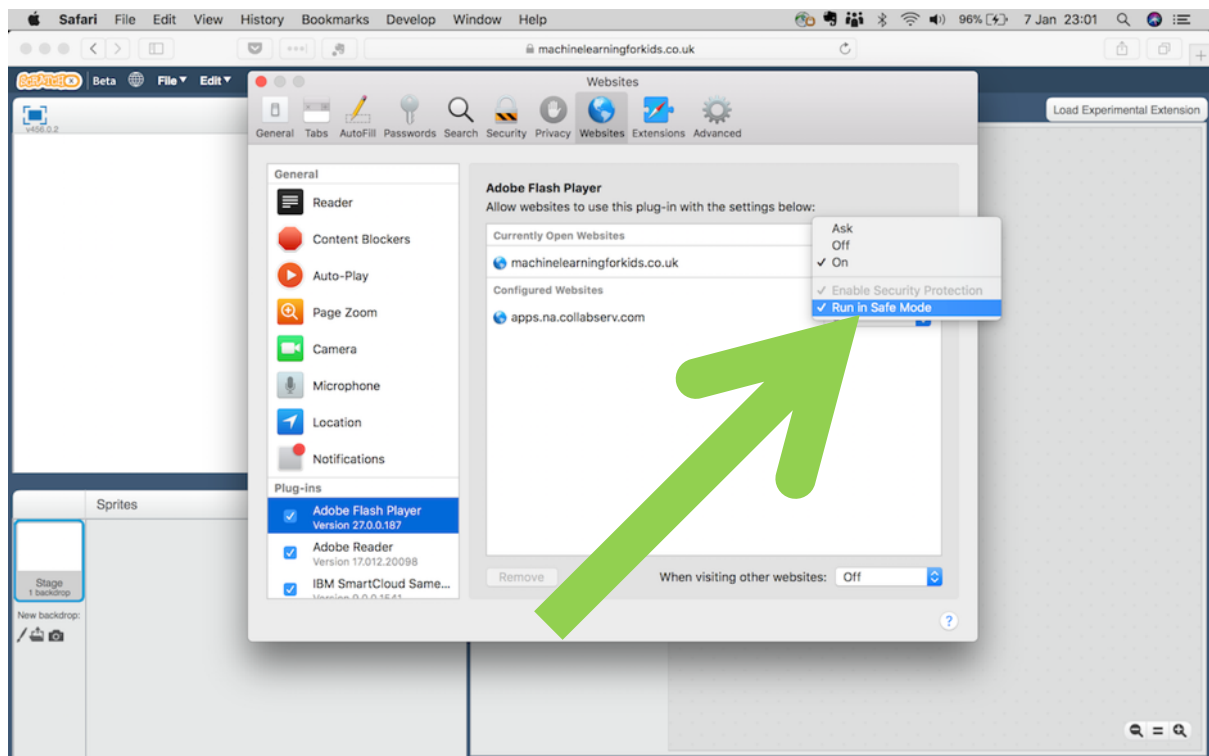 Safari File Edit View History Bookmarks Develop Window Help 96% 7 Jan 23:01
machinelearningforkids.co.uk
SCRATCHX Beta File Edit
Load Experimental Extension
v456.0.2
Websites
General Tabs AutoFill Passwords Search Security Privacy Websites Extensions Advanced
General
Reader
Content Blockers
Auto-Play
Page Zoom
Camera
Microphone
Location
Notifications
Plug-ins
Adobe Flash Player
Version 27.0.0.187
Adobe Reader
Version 17.012.20098
IBM SmartCloud Same...
Version 9.0.0.1541
Adobe Flash Player
Allow websites to use this plug-in with the settings below:
Currently Open Websites
machinelearningforkids.co.uk
Configured Websites
apps.na.collabserv.com
Ask
Off
✓ On
✓ Enable Security Protection
✓ Run in Safe Mode
Remove When visiting other websites: Off
?
Sprites
Stage
1 backdrop
New backdrop: